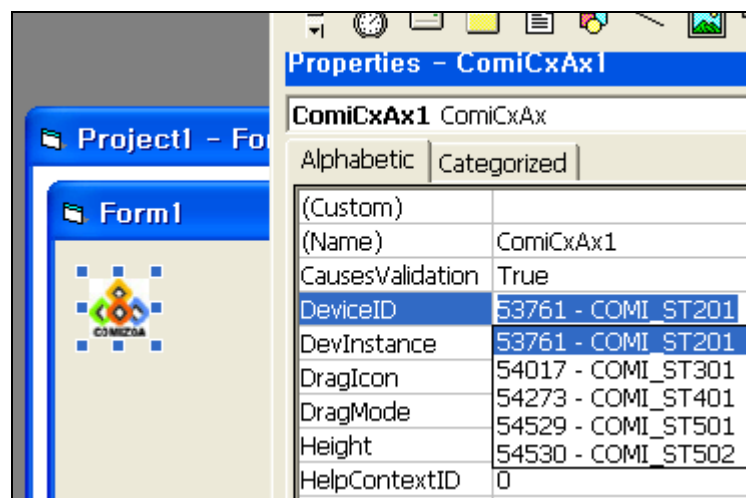 Properties - ComiCxAx1
ComiCxAx1 ComiCxAx
Project1 - For
Alphabetic Categorized
Form1
(Custom)
(Name) ComiCxAx1
CausesValidation True
DeviceID 53761 - COMI_ST201
DevInstance 53761 - COMI_ST201
DragIcon 54017 - COMI_ST301
DragMode 54273 - COMI_ST401
54529 - COMI_ST501
Height 54530 - COMI_ST502
HelpContextID 0
COMIZOA